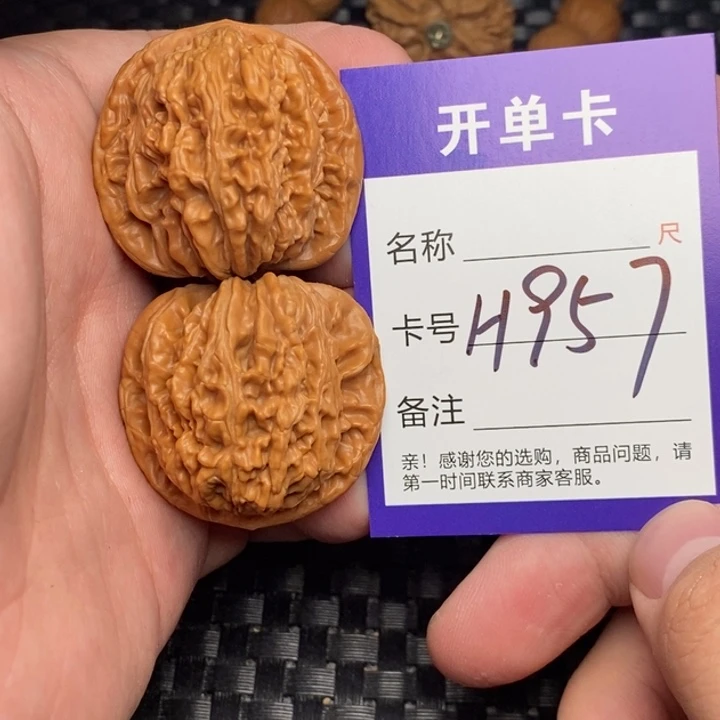 开单卡
名称 尺
卡号 H957
备注
亲！感谢您的选购，商品问题，请
第一时间联系商家客服。